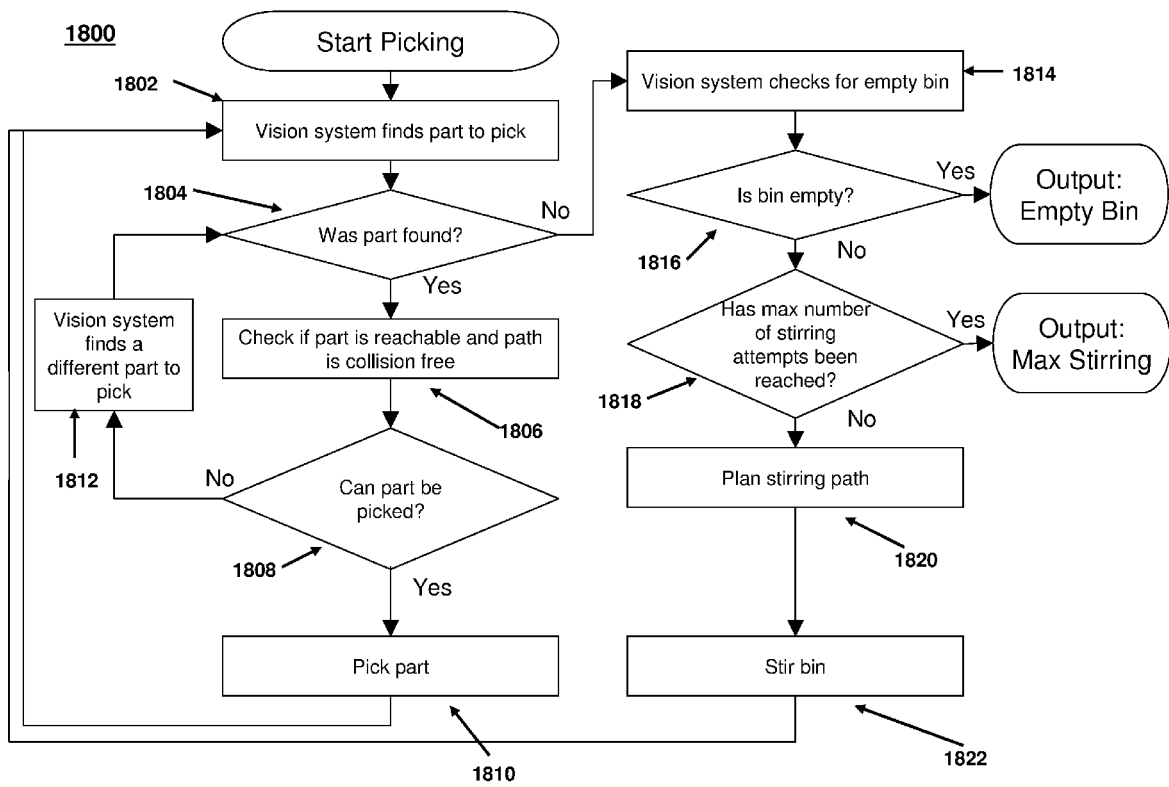 1800
Start Picking
1802
Vision system finds part to pick
1804
Was part found?
No
Yes
Vision system
finds a
different part to
pick
1812
Check if part is reachable and path
is collision free
1806
No
Can part be
picked?
1808
Yes
Pick part
1810
Vision system checks for empty bin
1814
Is bin empty?
Yes
Output:
Empty Bin
1816
No
Has max number
of stirring
attempts been
reached?
Yes
Output:
Max Stirring
1818
No
Plan stirring path
1820
Stir bin
1822